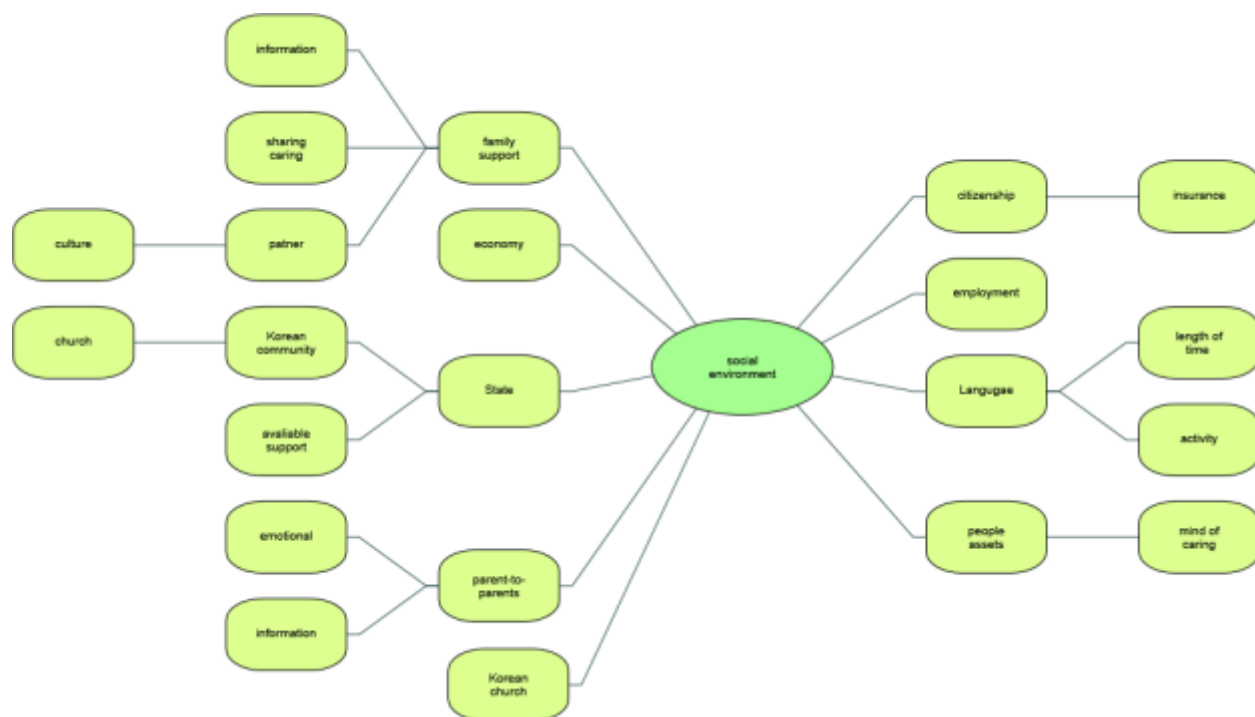 information
sharing
caring
family
support
culture
patner
economy
church
Korean
community
State
avaliable
support
emotional
parent-to-
parents
information
Korean
church
social
environment
citizenship
insurance
employment
length of
time
Langugae
activity
people
assets
mind of
caring